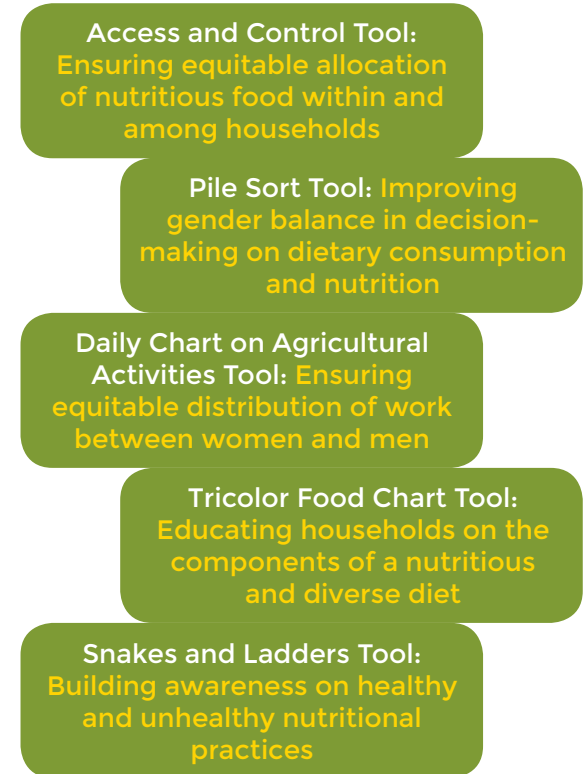 Access and Control Tool:
Ensuring equitable allocation
of nutritious food within and
among households
Pile Sort Tool: Improving
gender balance in decision-
making on dietary consumption
and nutrition
Daily Chart on Agricultural
Activities Tool: Ensuring
equitable distribution of work
between women and men
Tricolor Food Chart Tool:
Educating households on the
components of a nutritious
and diverse diet
Snakes and Ladders Tool:
Building awareness on healthy
and unhealthy nutritional
practices